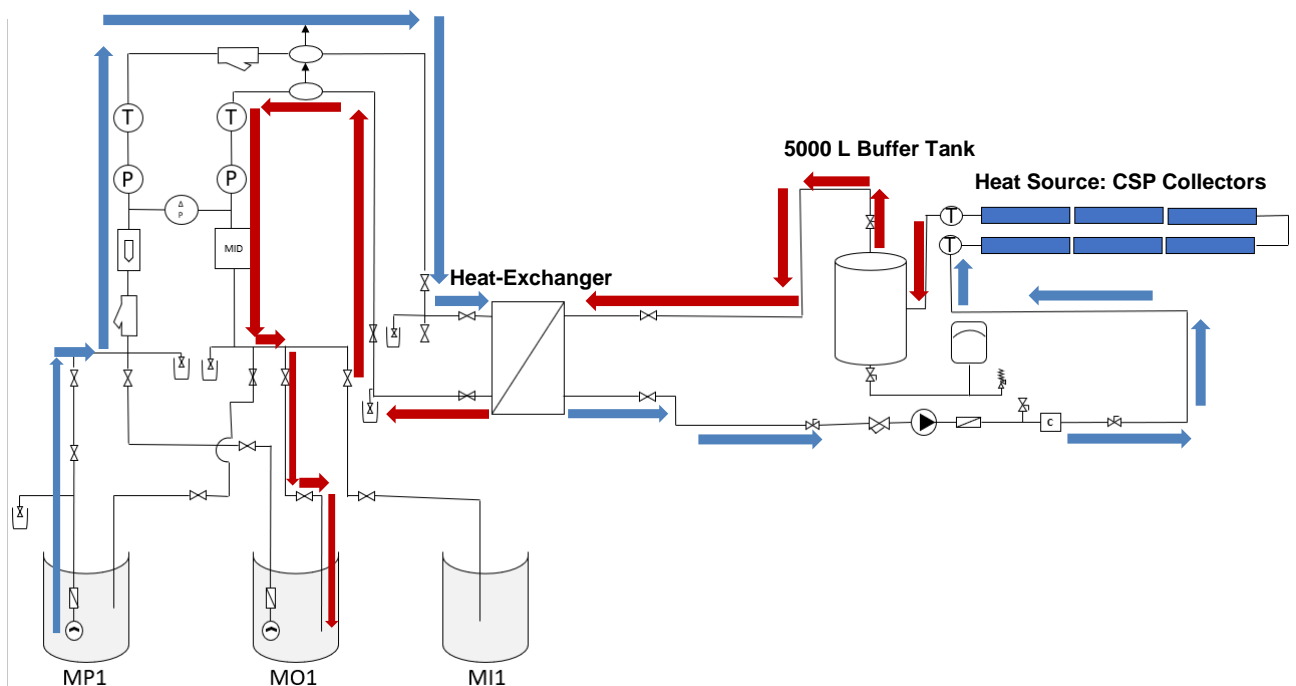 T
T
P
P
Δ
P
MID
5000 L Buffer Tank
Heat Source: CSP Collectors
T
T
Heat-Exchanger
C
MP1
MO1
MI1